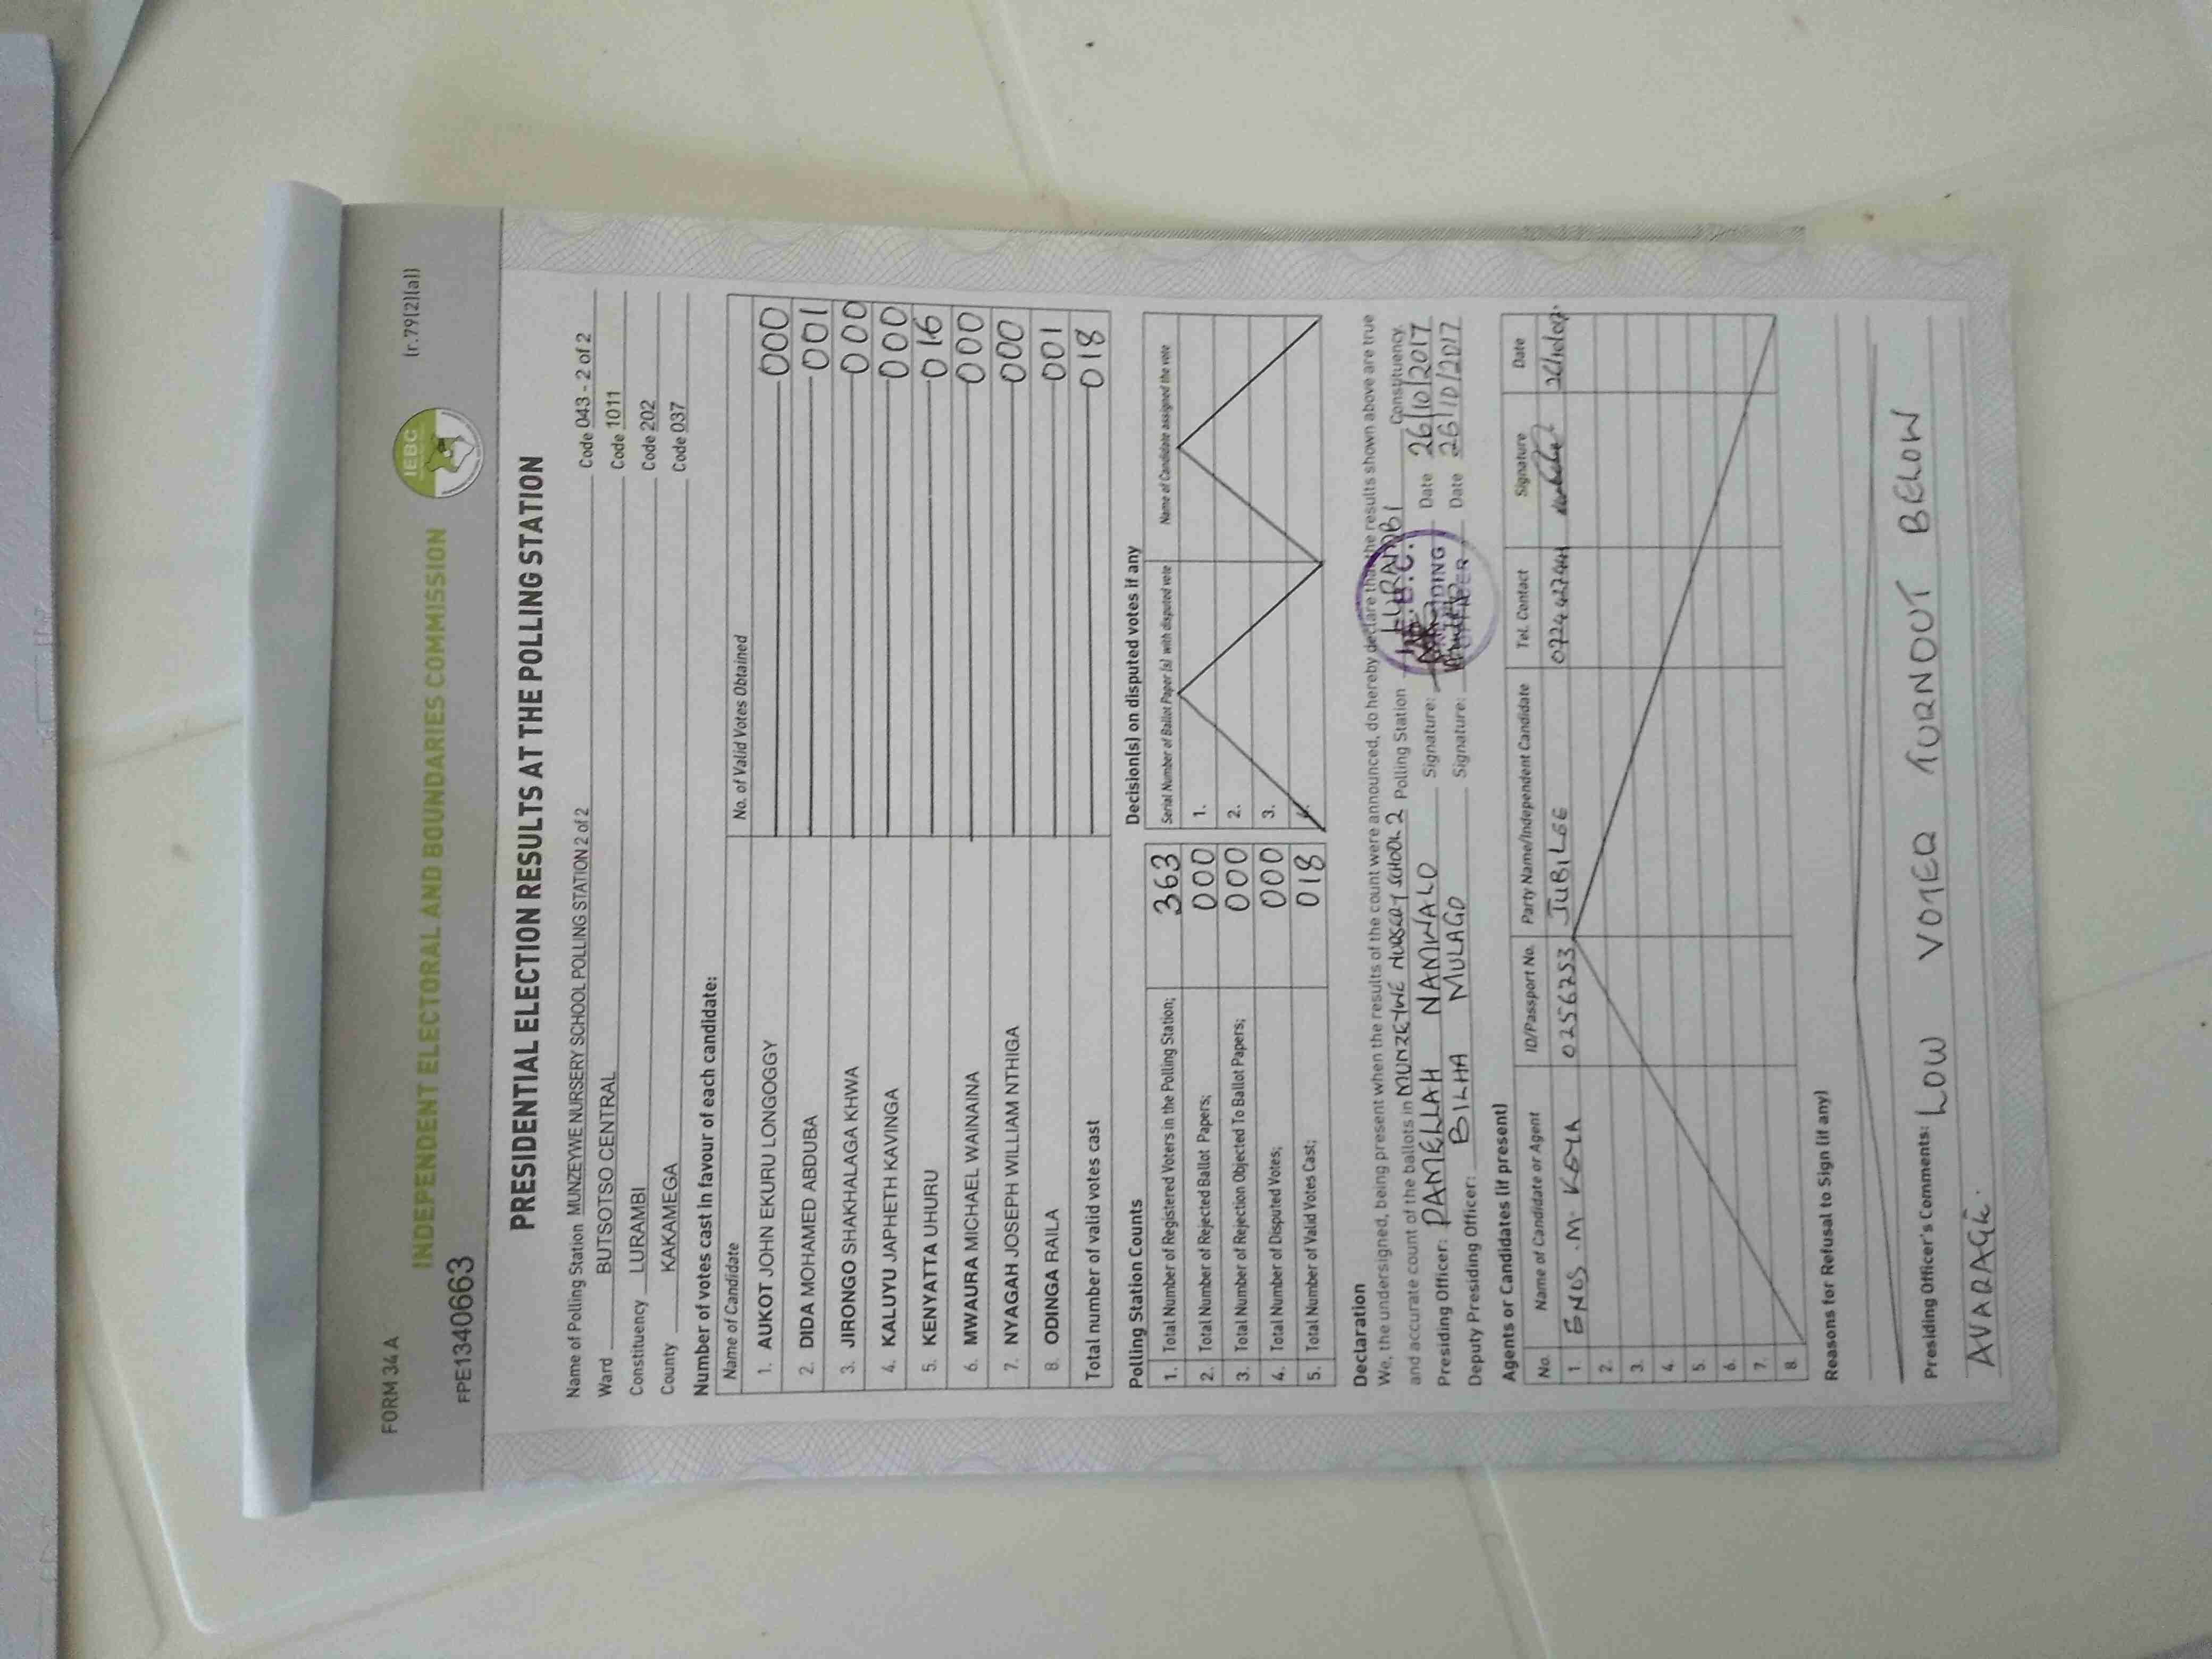 FORM 34 A
(r.79(2)(a))
INDEPENDENT ELECTORAL AND BOUNDARIES COMMISSION
IEBC
FPE1340663
PRESIDENTIAL ELECTION RESULTS AT THE POLLING STATION
Name of Polling Station MUNZEYWE NURSERY SCHOOL POLLING STATION 2 of 2 Code 043 - 2 of 2
Ward BUTSOTSO CENTRAL Code 1011
Constituency LURAMBI Code 202
County KAKAMEGA Code 037
Number of votes cast in favour of each candidate:
Name of Candidate No. of Valid Votes Obtained
1. AUKOT JOHN EKURU LONGOGGY 000
2. DIDA MOHAMED ABDUBA 001
3. JIRONGO SHAKHALAGA KHWA 000
4. KALUYU JAPHETH KAVINGA 000
5. KENYATTA UHURU 016
6. MWAURA MICHAEL WAINAINA 000
7. NYAGAH JOSEPH WILLIAM NTHIGA 000
8. ODINGA RAILA 001
Total number of valid votes cast 018
Polling Station Counts
1. Total Number of Registered Voters in the Polling Station; 363
2. Total Number of Rejected Ballot Papers; 000
3. Total Number of Rejection Objected To Ballot Papers; 000
4. Total Number of Disputed Votes; 000
5. Total Number of Valid Votes Cast; 018
Decision(s) on disputed votes if any
Serial Number of Ballot Paper (s) with disputed vote Name of Candidate assigned the vote
1.
2.
3.
Declaration
We, the undersigned, being present when the results of the count were announced, do hereby declare that the results shown above are true
and accurate count of the ballots in MUNZEYWE NURSERY SCHOOL 2 Polling Station LURAMBI Constituency.
Presiding Officer: PAMELLAH NAMWALO Signature: Date 26/10/2017
Deputy Presiding Officer: BILHA MULAGO Signature: Date 26/10/2017
Agents or Candidates (if present)
No. Name of Candidate or Agent ID/Passport No. Party Name/Independent Candidate Tel. Contact Signature Date
1. ENOS .M. 0256253 JUBILEE
2.
3.
4.
5.
6.
7.
8.
Reasons for Refusal to Sign (if any)
Presiding Officer's Comments: LOW VOTER TURNOUT BELOW
AVARAGE.